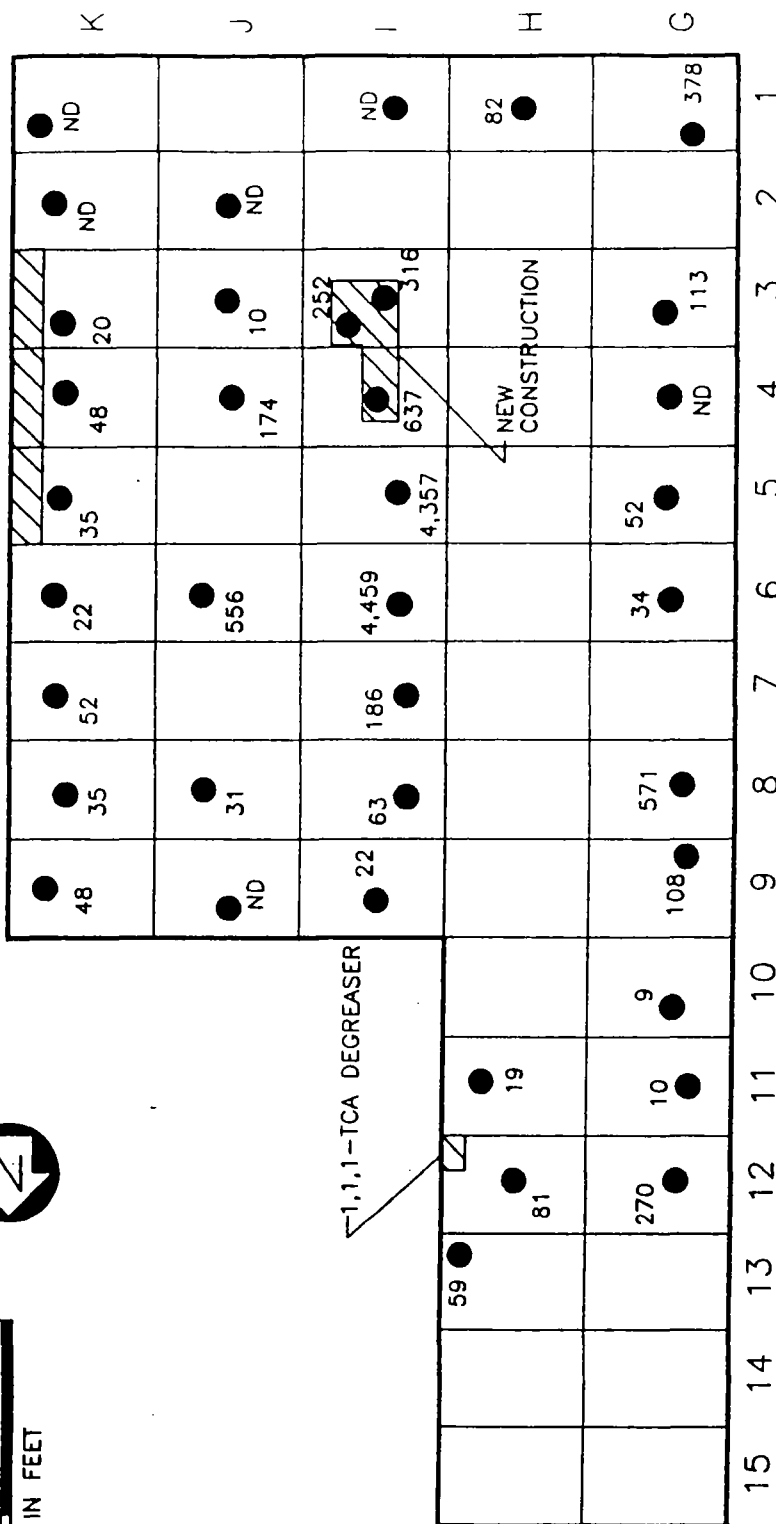 IN FEET
N
48
35
52
22
35
48
20
ND
ND
K
ND
31
556
174
10
ND
J
1,1,1-TCA DEGREASER
22
63
186
4,459
4,357
637
252
316
ND
I
59
81
19
NEW
CONSTRUCTION
82
H
270
10
9
108
571
34
52
ND
113
378
G
15 14 13 12 11 10 9 8 7 6 5 4 3 2 1